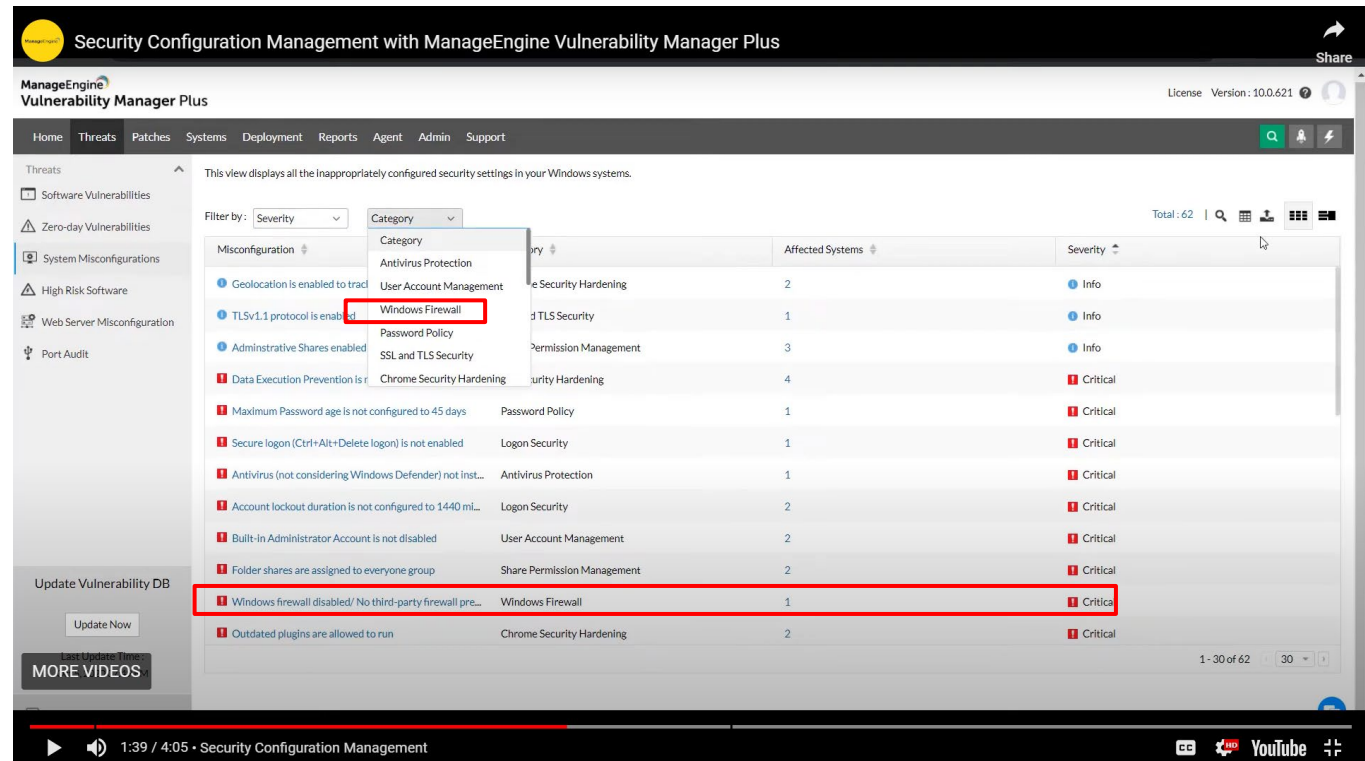 Security Configuration Management with ManageEngine Vulnerability Manager Plus
Share
ManageEngine
Vulnerability Manager Plus
License Version : 10.0.621
Home Threats Patches Systems Deployment Reports Agent Admin Support
Threats
Software Vulnerabilities
Zero-day Vulnerabilities
System Misconfigurations
High Risk Software
Web Server Misconfiguration
Port Audit
This view displays all the inappropriately configured security settings in your Windows systems.
Filter by : Severity Category
Total : 62
Category
Antivirus Protection
User Account Management
Windows Firewall
Password Policy
SSL and TLS Security
Chrome Security Hardening
Misconfiguration Affected Systems Severity
Geolocation is enabled to e Security Hardening 2 Info
TLSv1.1 protocol is enabled TLS Security 1 Info
Adminstrative Shares enabled Permission Management 3 Info
Data Execution Prevention is Hardening 4 Critical
Maximum Password age is not configured to 45 days Password Policy 1 Critical
Secure logon (Ctrl+Alt+Delete logon) is not enabled Logon Security 1 Critical
Antivirus (not considering Windows Defender) not inst... Antivirus Protection 1 Critical
Account lockout duration is not configured to 1440 mi... Logon Security 2 Critical
Built-in Administrator Account is not disabled User Account Management 2 Critical
Folder shares are assigned to everyone group Share Permission Management 2 Critical
Windows firewall disabled/ No third-party firewall pre... Windows Firewall 1 Critical
Outdated plugins are allowed to run Chrome Security Hardening 2 Critical
1 - 30 of 62 30
Update Vulnerability DB
Update Now
Last Update Time :
MORE VIDEOS
1:39 / 4:05 • Security Configuration Management
CC HD YouTube